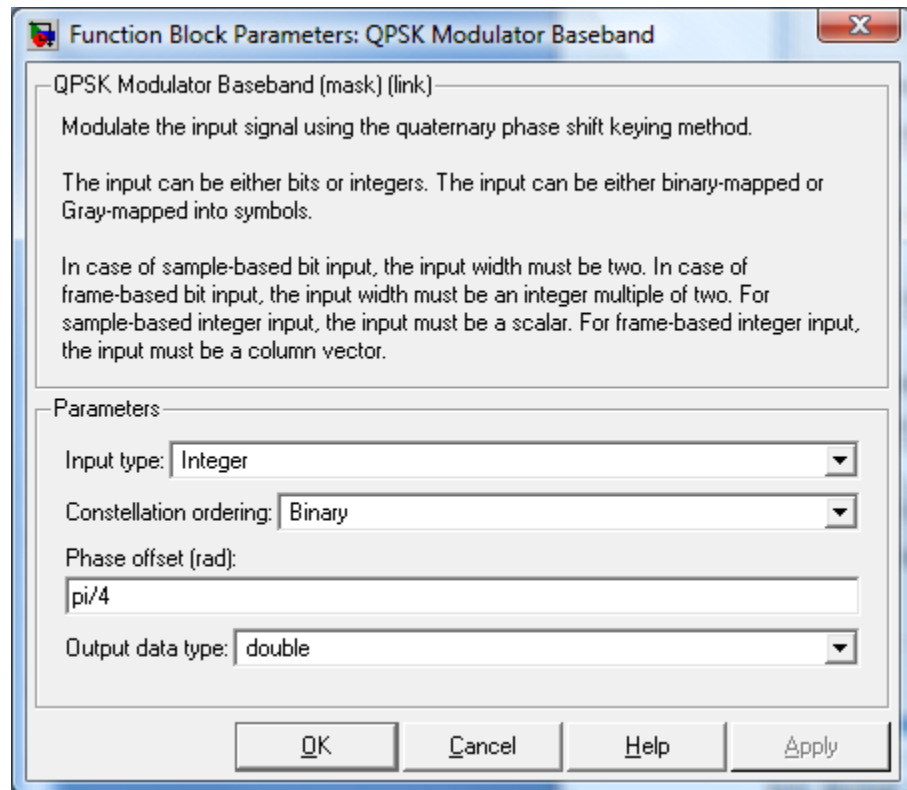 Function Block Parameters: QPSK Modulator Baseband
QPSK Modulator Baseband (mask) (link)
Modulate the input signal using the quaternary phase shift keying method.
The input can be either bits or integers. The input can be either binary-mapped or
Gray-mapped into symbols.
In case of sample-based bit input, the input width must be two. In case of
frame-based bit input, the input width must be an integer multiple of two. For
sample-based integer input, the input must be a scalar. For frame-based integer input,
the input must be a column vector.
Parameters
Input type: Integer
Constellation ordering: Binary
Phase offset (rad):
pi/4
Output data type: double
OK Cancel Help Apply